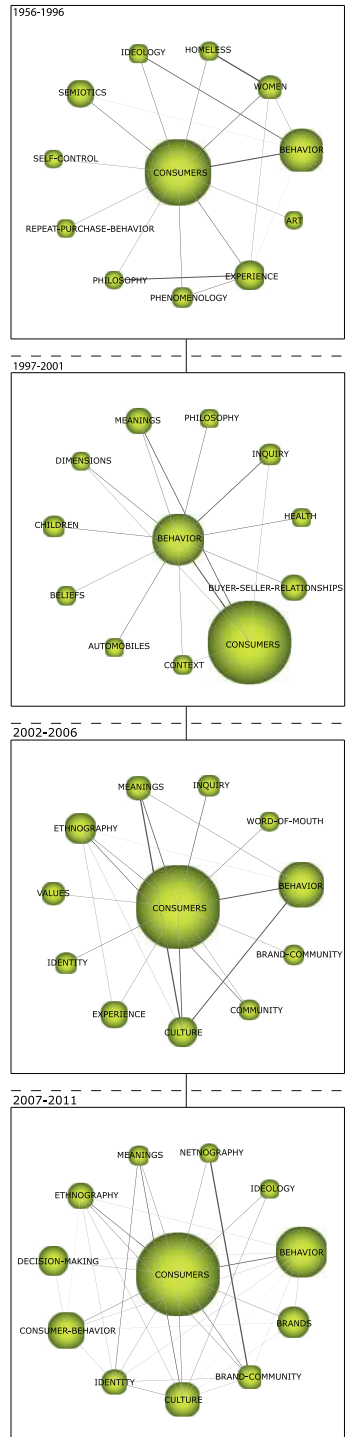 1956-1996
HOMELESS
IDEOLOGY
WOMEN
SEMIOTICS
BEHAVIOR
SELF-CONTROL
CONSUMERS
ART
REPEAT-PURCHASE-BEHAVIOR
EXPERIENCE
PHILOSOPHY
PHENOMENOLOGY
1997-2001
MEANINGS
PHILOSOPHY
INQUIRY
DIMENSIONS
HEALTH
CHILDREN
BEHAVIOR
BUYER-SELLER-RELATIONSHIPS
BELIEFS
CONSUMERS
AUTOMOBILES
CONTEXT
2002-2006
MEANINGS
INQUIRY
WORD-OF-MOUTH
ETHNOGRAPHY
BEHAVIOR
VALUES
CONSUMERS
BRAND-COMMUNITY
IDENTITY
COMMUNITY
EXPERIENCE
CULTURE
2007-2011
MEANINGS
NETNOGRAPHY
IDEOLOGY
ETHNOGRAPHY
BEHAVIOR
DECISION-MAKING
CONSUMERS
BRANDS
CONSUMER-BEHAVIOR
BRAND-COMMUNITY
IDENTITY
CULTURE